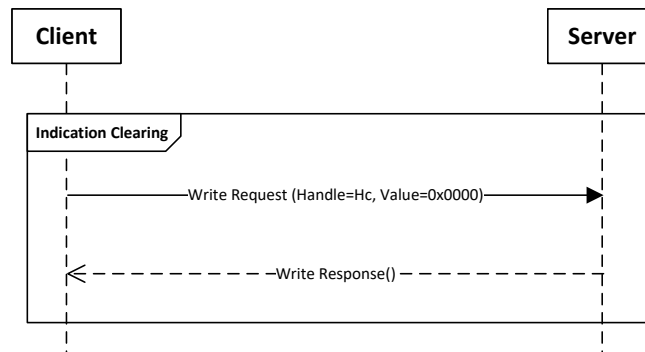 Client
Server
Indication Clearing
Write Request (Handle=Hc, Value=0x0000)
Write Response()